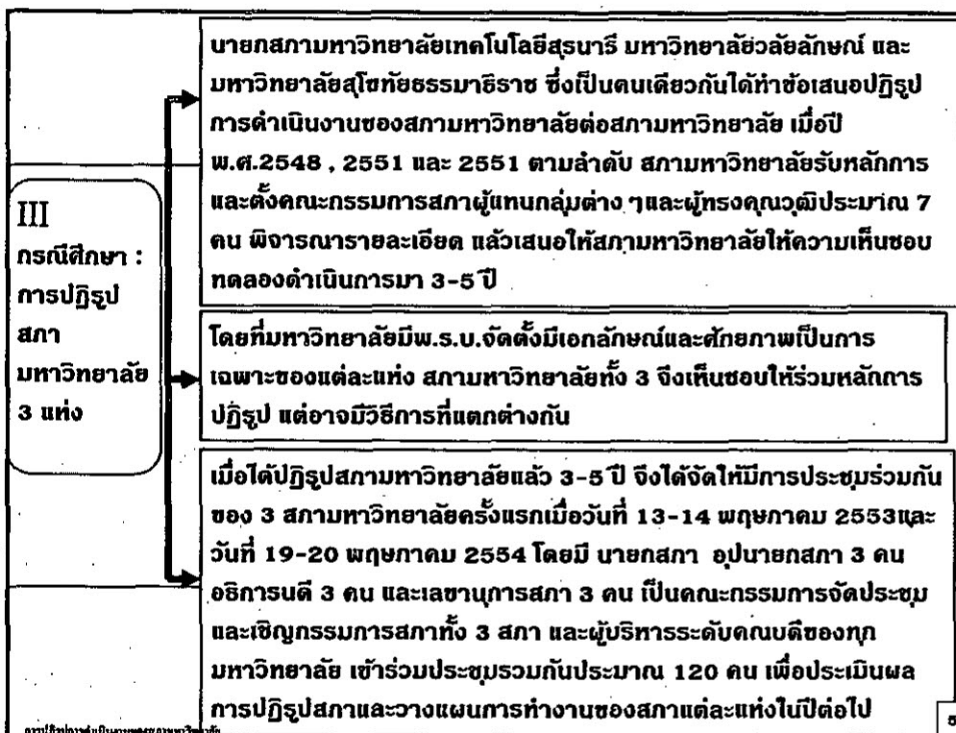 นายกสภามหาวิทยาลัยเทคโนโลยีสุรนารี มหาวิทยาลัยวลัยลักษณ์ และ
มหาวิทยาลัยสุโขทัยธรรมาธิราช ซึ่งเป็นคนเดียวกันได้ทำข้อเสนอปฏิรูป
การดำเนินงานของสภามหาวิทยาลัยต่อสภามหาวิทยาลัย เมื่อปี
พ.ศ.2548 , 2551 และ 2551 ตามลำดับ สภามหาวิทยาลัยรับหลักการ
และตั้งคณะกรรมการสภาผู้แทนกลุ่มต่าง ๆและผู้ทรงคุณวุฒิประมาณ 7
คน พิจารณารายละเอียด แล้วเสนอให้สภามหาวิทยาลัยให้ความเห็นชอบ
ทดลองดำเนินการมา 3-5 ปี
III
กรณีศึกษา :
การปฏิรูป
สภา
มหาวิทยาลัย
3 แห่ง
โดยที่มหาวิทยาลัยมีพ.ร.บ.จัดตั้งมีเอกลักษณ์และศักยภาพเป็นการ
เฉพาะของแต่ละแห่ง สภามหาวิทยาลัยทั้ง 3 จึงเห็นชอบให้ร่วมหลักการ
ปฏิรูป แต่อาจมีวิธีการที่แตกต่างกัน
เมื่อได้ปฏิรูปสภามหาวิทยาลัยแล้ว 3-5 ปี จึงได้จัดให้มีการประชุมร่วมกัน
ของ 3 สภามหาวิทยาลัยครั้งแรกเมื่อวันที่ 13-14 พฤษภาคม 2553และ
วันที่ 19-20 พฤษภาคม 2554 โดยมี นายกสภา อุปนายกสภา 3 คน
อธิการบดี 3 คน และเลขานุการสภา 3 คน เป็นคณะกรรมการจัดประชุม
และเชิญกรรมการสภาทั้ง 3 สภา และผู้บริหารระดับคณบดีของทุก
มหาวิทยาลัย เข้าร่วมประชุมรวมกันประมาณ 120 คน เพื่อประเมินผล
การปฏิรูปสภาและวางแผนการทำงานของสภาแต่ละแห่งในปีต่อไป
5